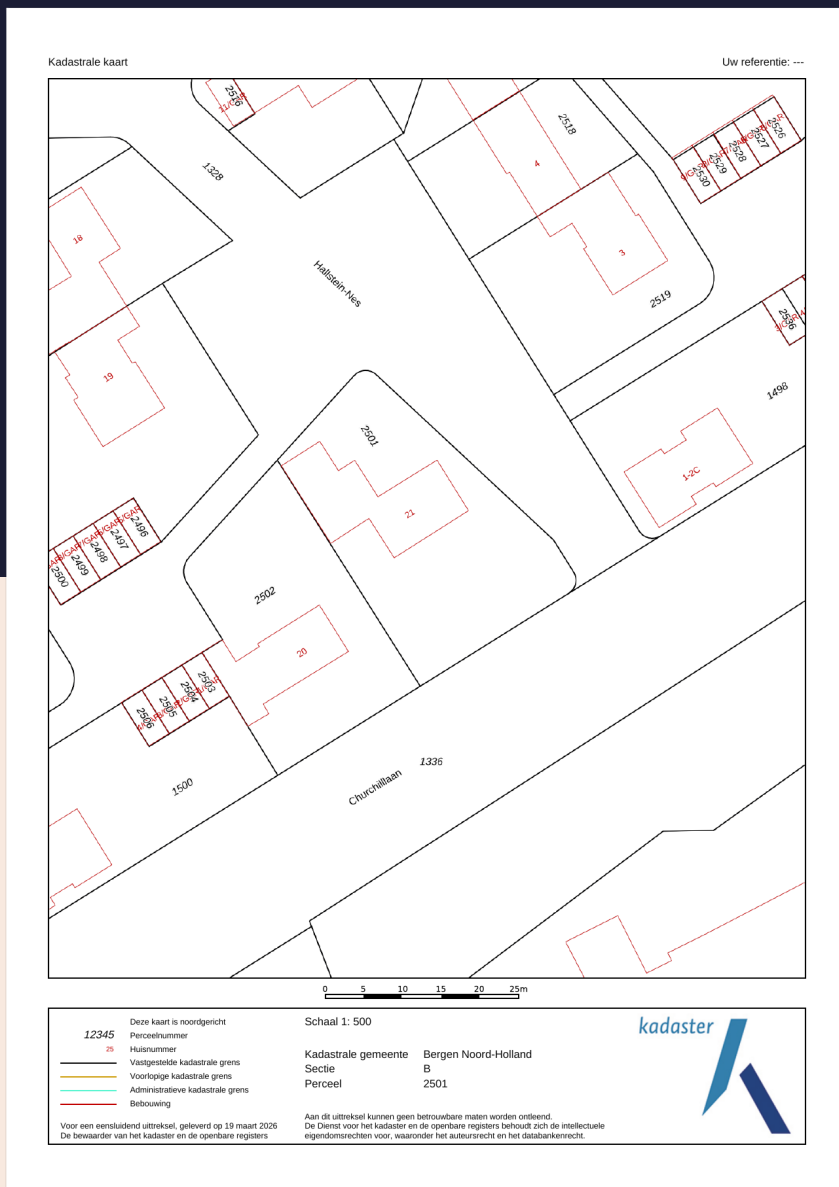 Kadastrale kaart
Uw referentie: ---
2518
2526
2527
2528
2529
2530
4
1328
18
3
Hallstein-Nes
2519
2536
19
1498
2501
1-2C
21
2496
2497
2498
2499
2500
2502
20
2503
2504
2505
2506
1336
1500
Churchilllaan
0 5 10 15 20 25m
Deze kaart is noordgericht
12345 Perceelnummer
25 Huisnummer
Vastgestelde kadastrale grens
Voorlopige kadastrale grens
Administratieve kadastrale grens
Bebouwing
Voor een eensluidend uittreksel, geleverd op 19 maart 2026
De bewaarder van het kadaster en de openbare registers
Schaal 1: 500
Kadastrale gemeente Bergen Noord-Holland
Sectie B
Perceel 2501
Aan dit uittreksel kunnen geen betrouwbare maten worden ontleend.
De Dienst voor het kadaster en de openbare registers behoudt zich de intellectuele
eigendomsrechten voor, waaronder het auteursrecht en het databankenrecht.
kadaster